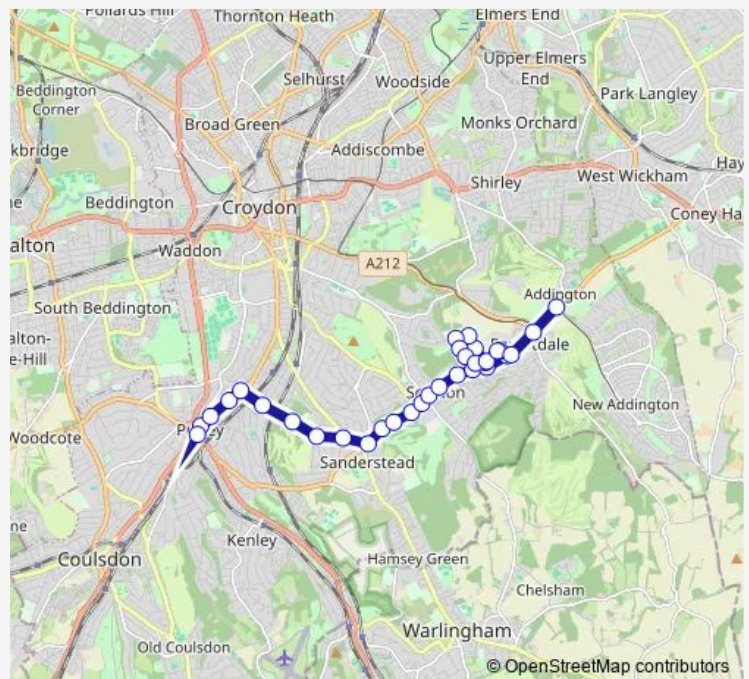 Pollards Hill
Thornton Heath
Elmers End
Upper Elmers
End
Selhurst
Woodside
Beddington
Corner
Park Langley
Broad Green
Monks Orchard
Addiscombe
kbridge
Hay
West Wickham
Shirley
Beddington
Croydon
Coney Ha
alton
Waddon
A212
Addington
South Beddington
alton-
e-Hill
dale
New Addington
Woodcote
Sanderstead
ne
Kenley
Coulsdon
Hamsey Green
Chelsham
Warlingham
Old Coulsdon
© OpenStreetMap contributors